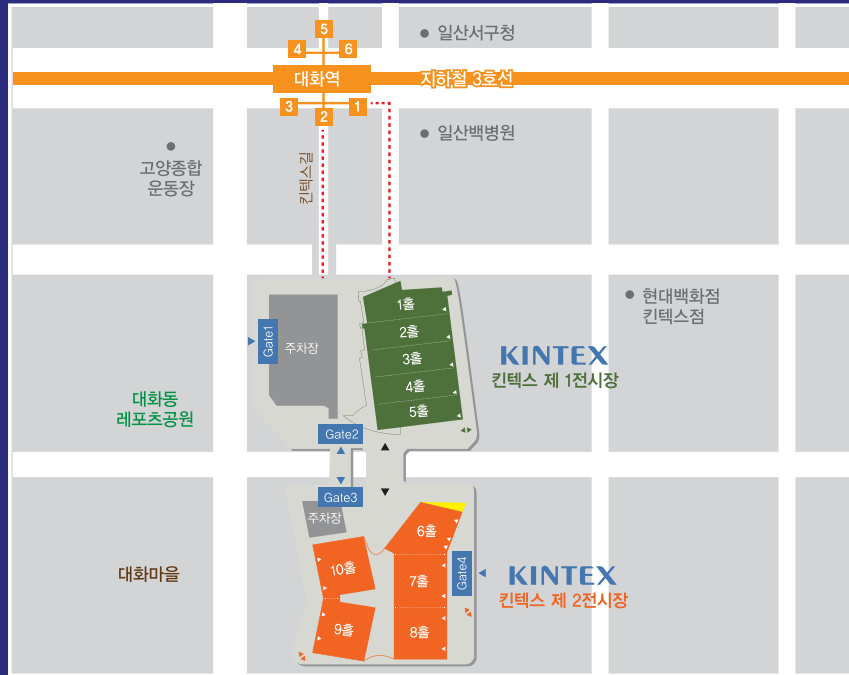 5
일산서구청
4
6
대화역
지하철 3호선
3
2
1
일산백병원
고양종합
운동장
킨텍스길
1홀
현대백화점
킨텍스점
2홀
Gate1
주차장
3홀
KINTEX
킨텍스 제 1전시장
4홀
5홀
대화동
레포츠공원
Gate2
Gate3
주차장
6홀
10홀
7홀
Gate4
KINTEX
킨텍스 제 2전시장
대화마을
9홀
8홀